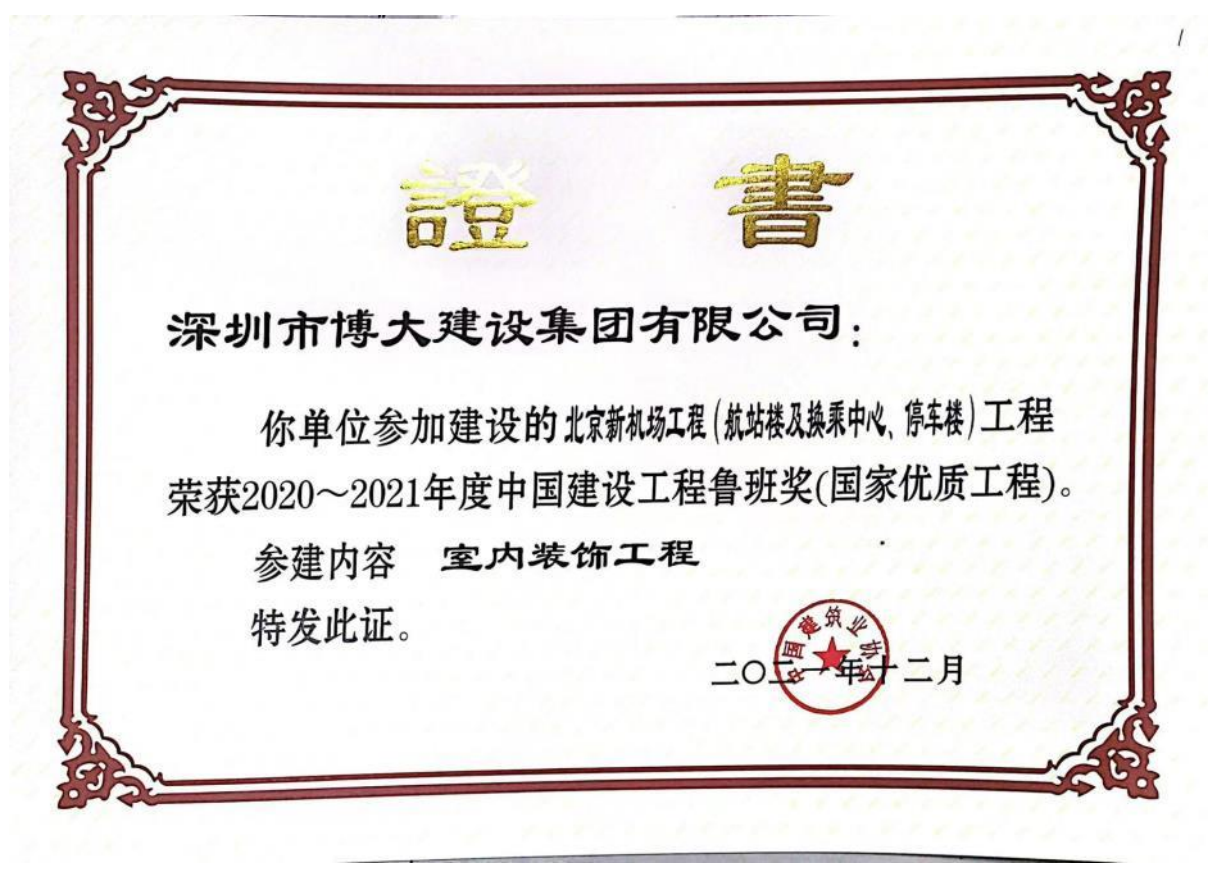 證 書
深圳市博大建设集团有限公司:
你单位参加建设的北京新机场工程(航站楼及换乘中心、停车楼)工程
荣获2020～2021年度中国建设工程鲁班奖(国家优质工程)。
参建内容 室内装饰工程
特发此证。
中国建筑业协会
二〇二一年十二月